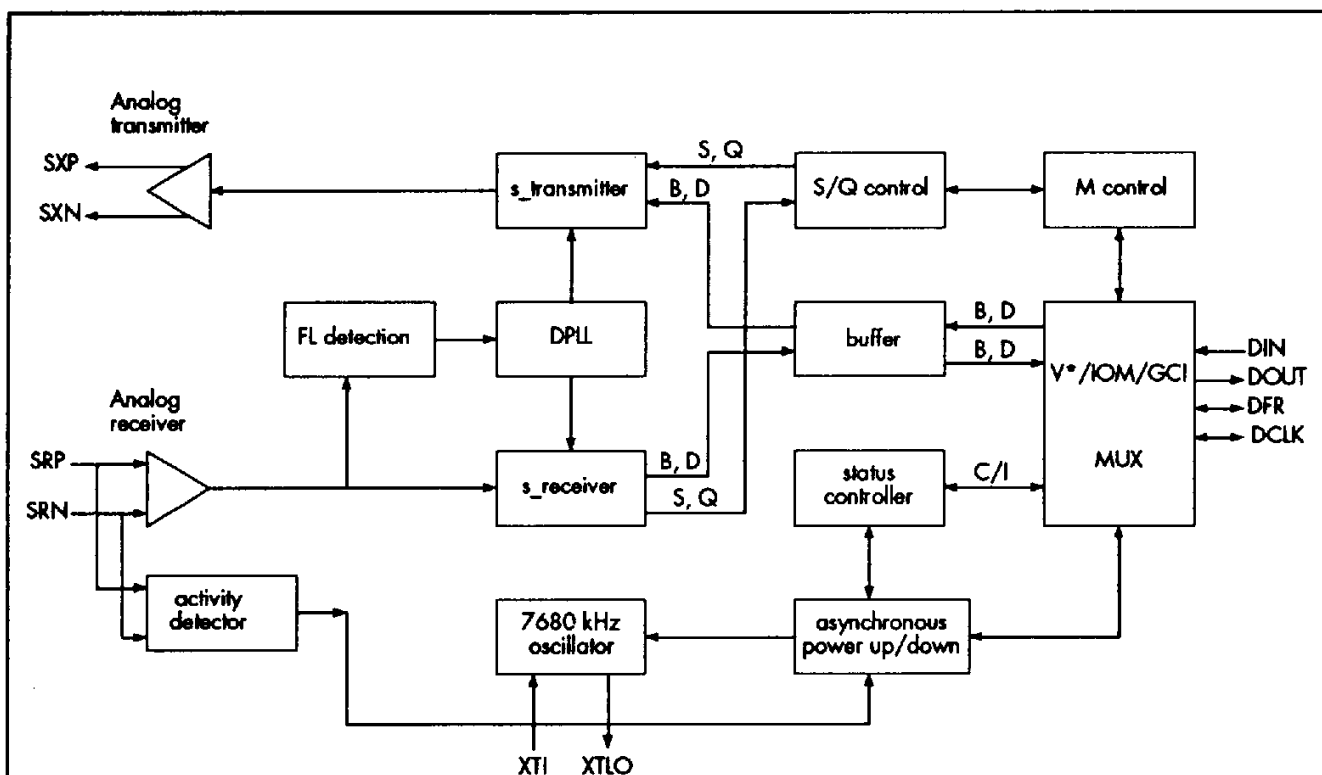 Analog
transmitter
SXP
SXN
s_transmitter
S, Q
B, D
S/Q control
M control
FL detection
DPLL
buffer
B, D
B, D
V*/IOM/GCI
MUX
DIN
DOUT
DFR
DCLK
Analog
receiver
SRP
SRN
s_receiver
B, D
S, Q
status
controller
C/I
activity
detector
7680 kHz
oscillator
asynchronous
power up/down
XTI
XTLO